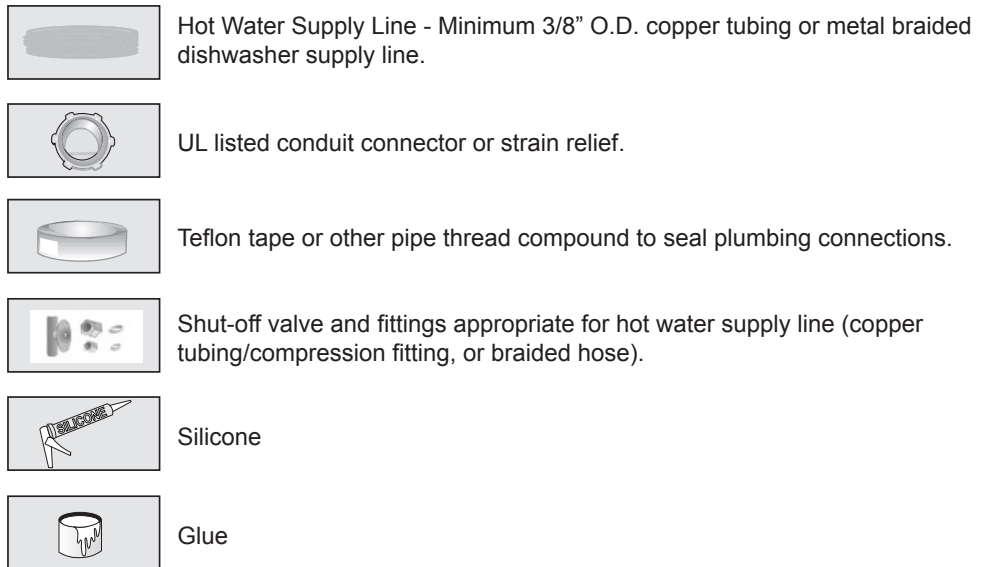 Hot Water Supply Line - Minimum 3/8” O.D. copper tubing or metal braided
dishwasher supply line.
UL listed conduit connector or strain relief.
Teflon tape or other pipe thread compound to seal plumbing connections.
Shut-off valve and fittings appropriate for hot water supply line (copper
tubing/compression fitting, or braided hose).
SILICONE
Silicone
Glue